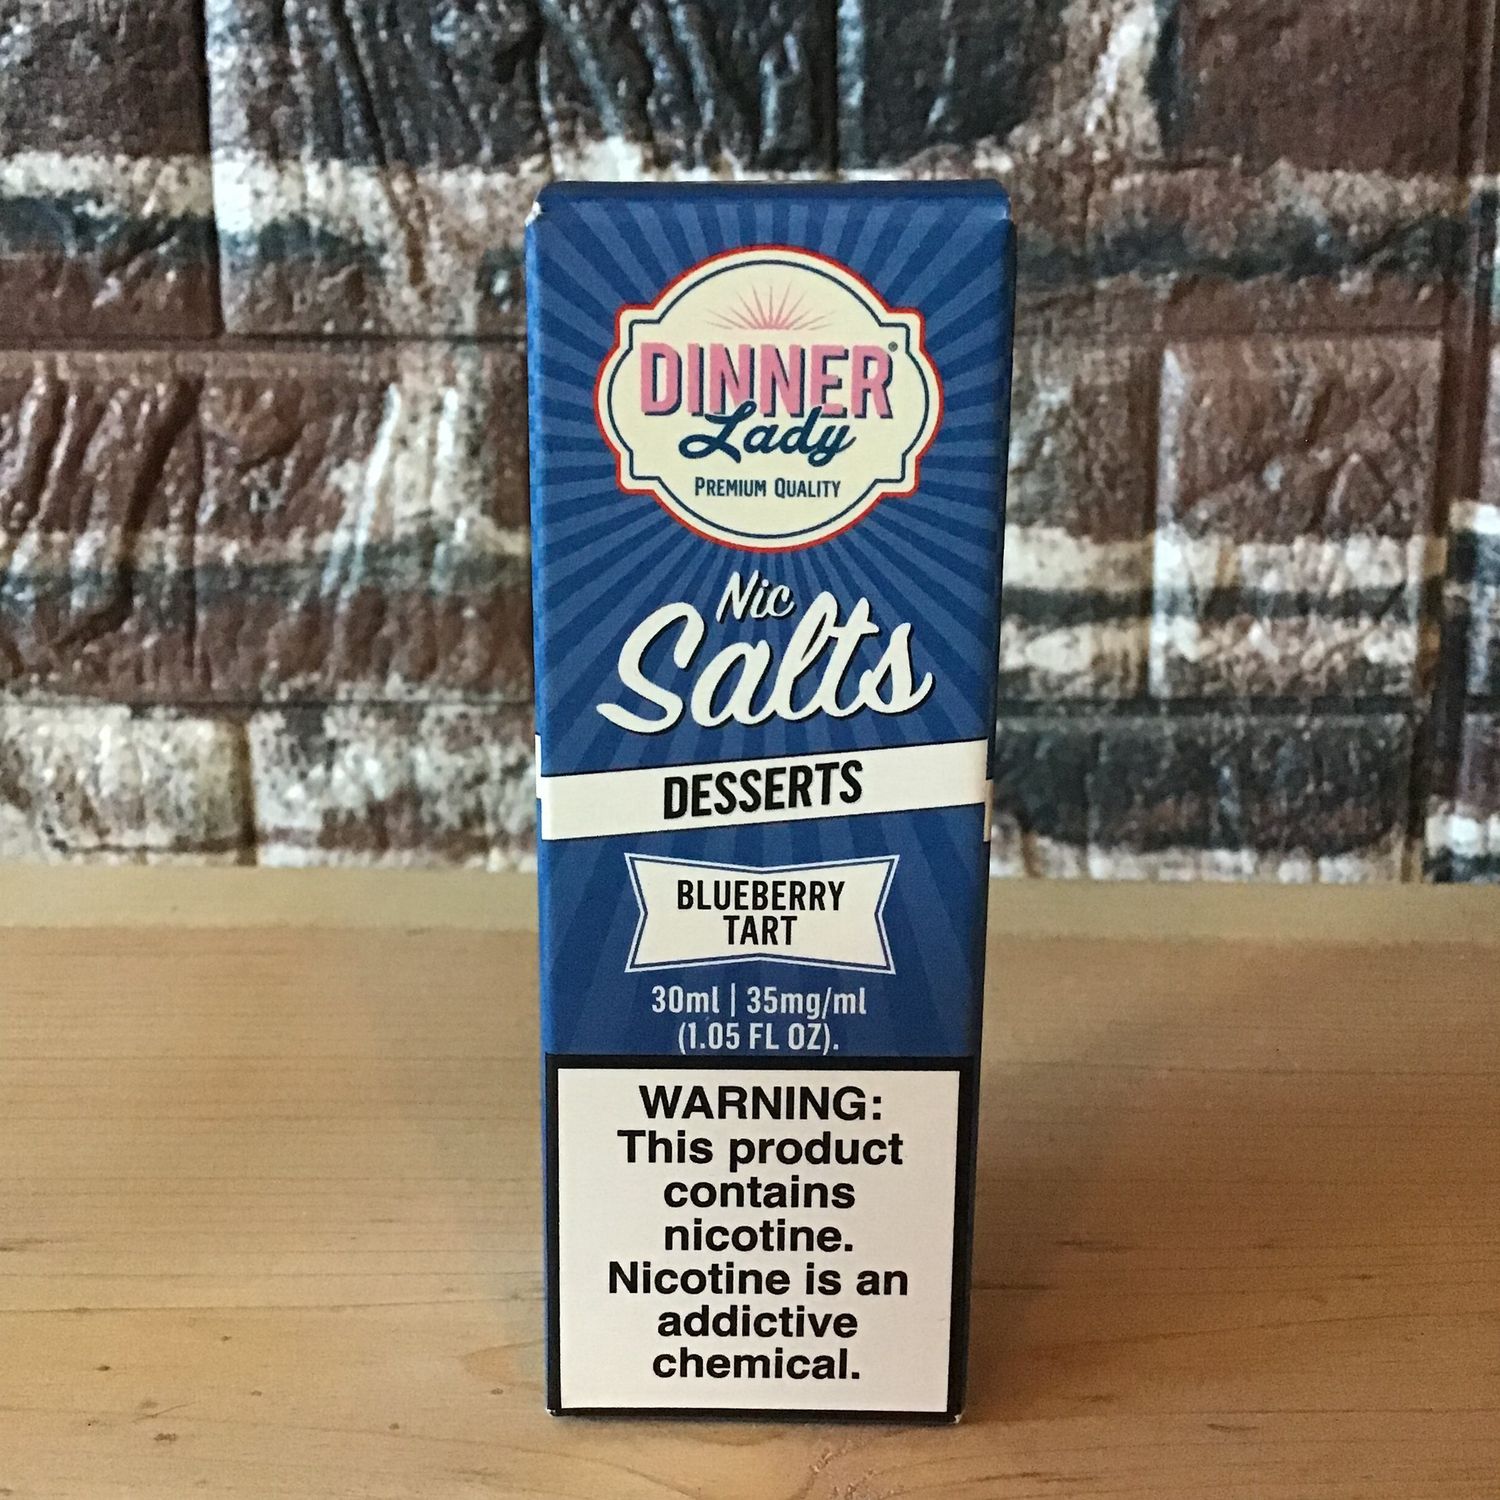 DINNER®
Lady
PREMIUM QUALITY
Nic
Salts
DESSERTS
BLUEBERRY
TART
30ml | 35mg/ml
(1.05 FL OZ).
WARNING:
This product
contains
nicotine.
Nicotine is an
addictive
chemical.